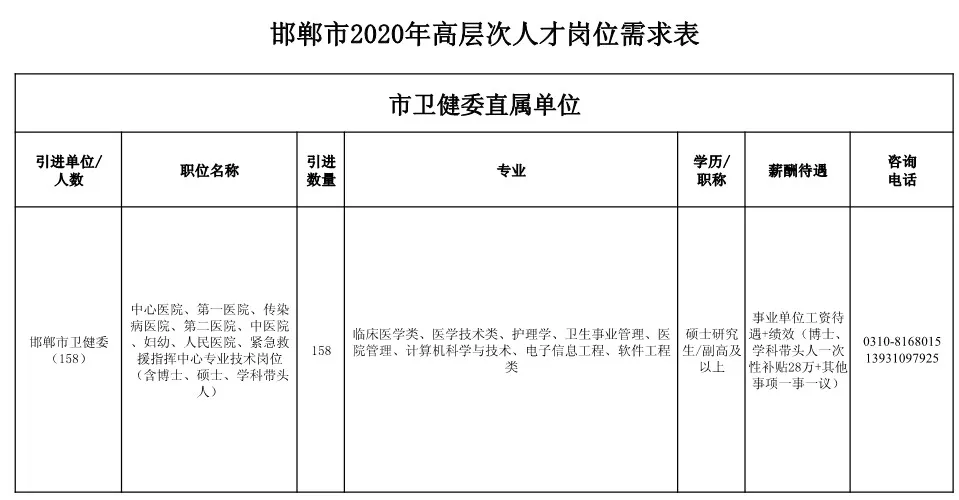 邯郸市2020年高层次人才岗位需求表
市卫健委直属单位
引进单位/
人数
职位名称
引进
数量
专业
学历/
职称
薪酬待遇
咨询
电话
邯郸市卫健委
（158）
中心医院、第一医院、传染
病医院、第二医院、中医院
、妇幼、人民医院、紧急救
援指挥中心专业技术岗位
（含博士、硕士、学科带头
人）
158
临床医学类、医学技术类、护理学、卫生事业管理、医
院管理、计算机科学与技术、电子信息工程、软件工程
类
硕士研究
生/副高及
以上
事业单位工资待
遇+绩效（博士、
学科带头人一次
性补贴28万+其他
事项一事一议）
0310-8168015
13931097925